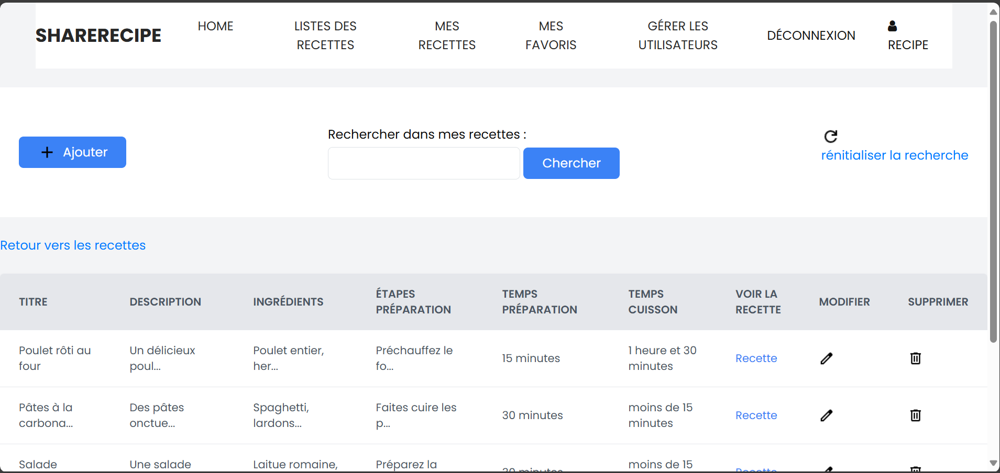 SHARERECIPE
HOME
LISTES DES
RECETTES
MES
RECETTES
MES
FAVORIS
GÉRER LES
UTILISATEURS
DÉCONNEXION
RECIPE
Ajouter
Rechercher dans mes recettes :
Chercher
rénitialiser la recherche
Retour vers les recettes
TITRE
DESCRIPTION
INGRÉDIENTS
ÉTAPES
PRÉPARATION
TEMPS
PRÉPARATION
TEMPS
CUISSON
VOIR LA
RECETTE
MODIFIER
SUPPRIMER
Poulet rôti au
four
Un délicieux
poul...
Poulet entier,
her...
Préchauffez le
fo...
15 minutes
1 heure et 30
minutes
Recette
Pâtes à la
carbona...
Des pâtes
onctue...
Spaghetti,
lardons...
Faites cuire les
p...
30 minutes
moins de 15
minutes
Recette
Salade
Une salade
Laitue romaine,
Préparez la
30 minutes
moins de 15
Recette